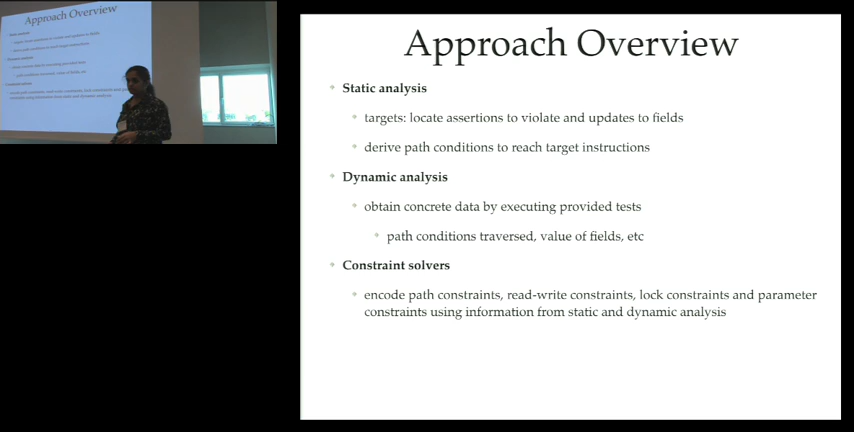 Approach Overview
Static analysis
targets: locate assertions to violate and updates to fields
derive path conditions to reach target instructions
Dynamic analysis
obtain concrete data by executing provided tests
path conditions traversed, value of fields, etc
Constraint solvers
encode path constraints, read-write constraints, lock constraints and parameter
constraints using information from static and dynamic analysis
Approach Overview